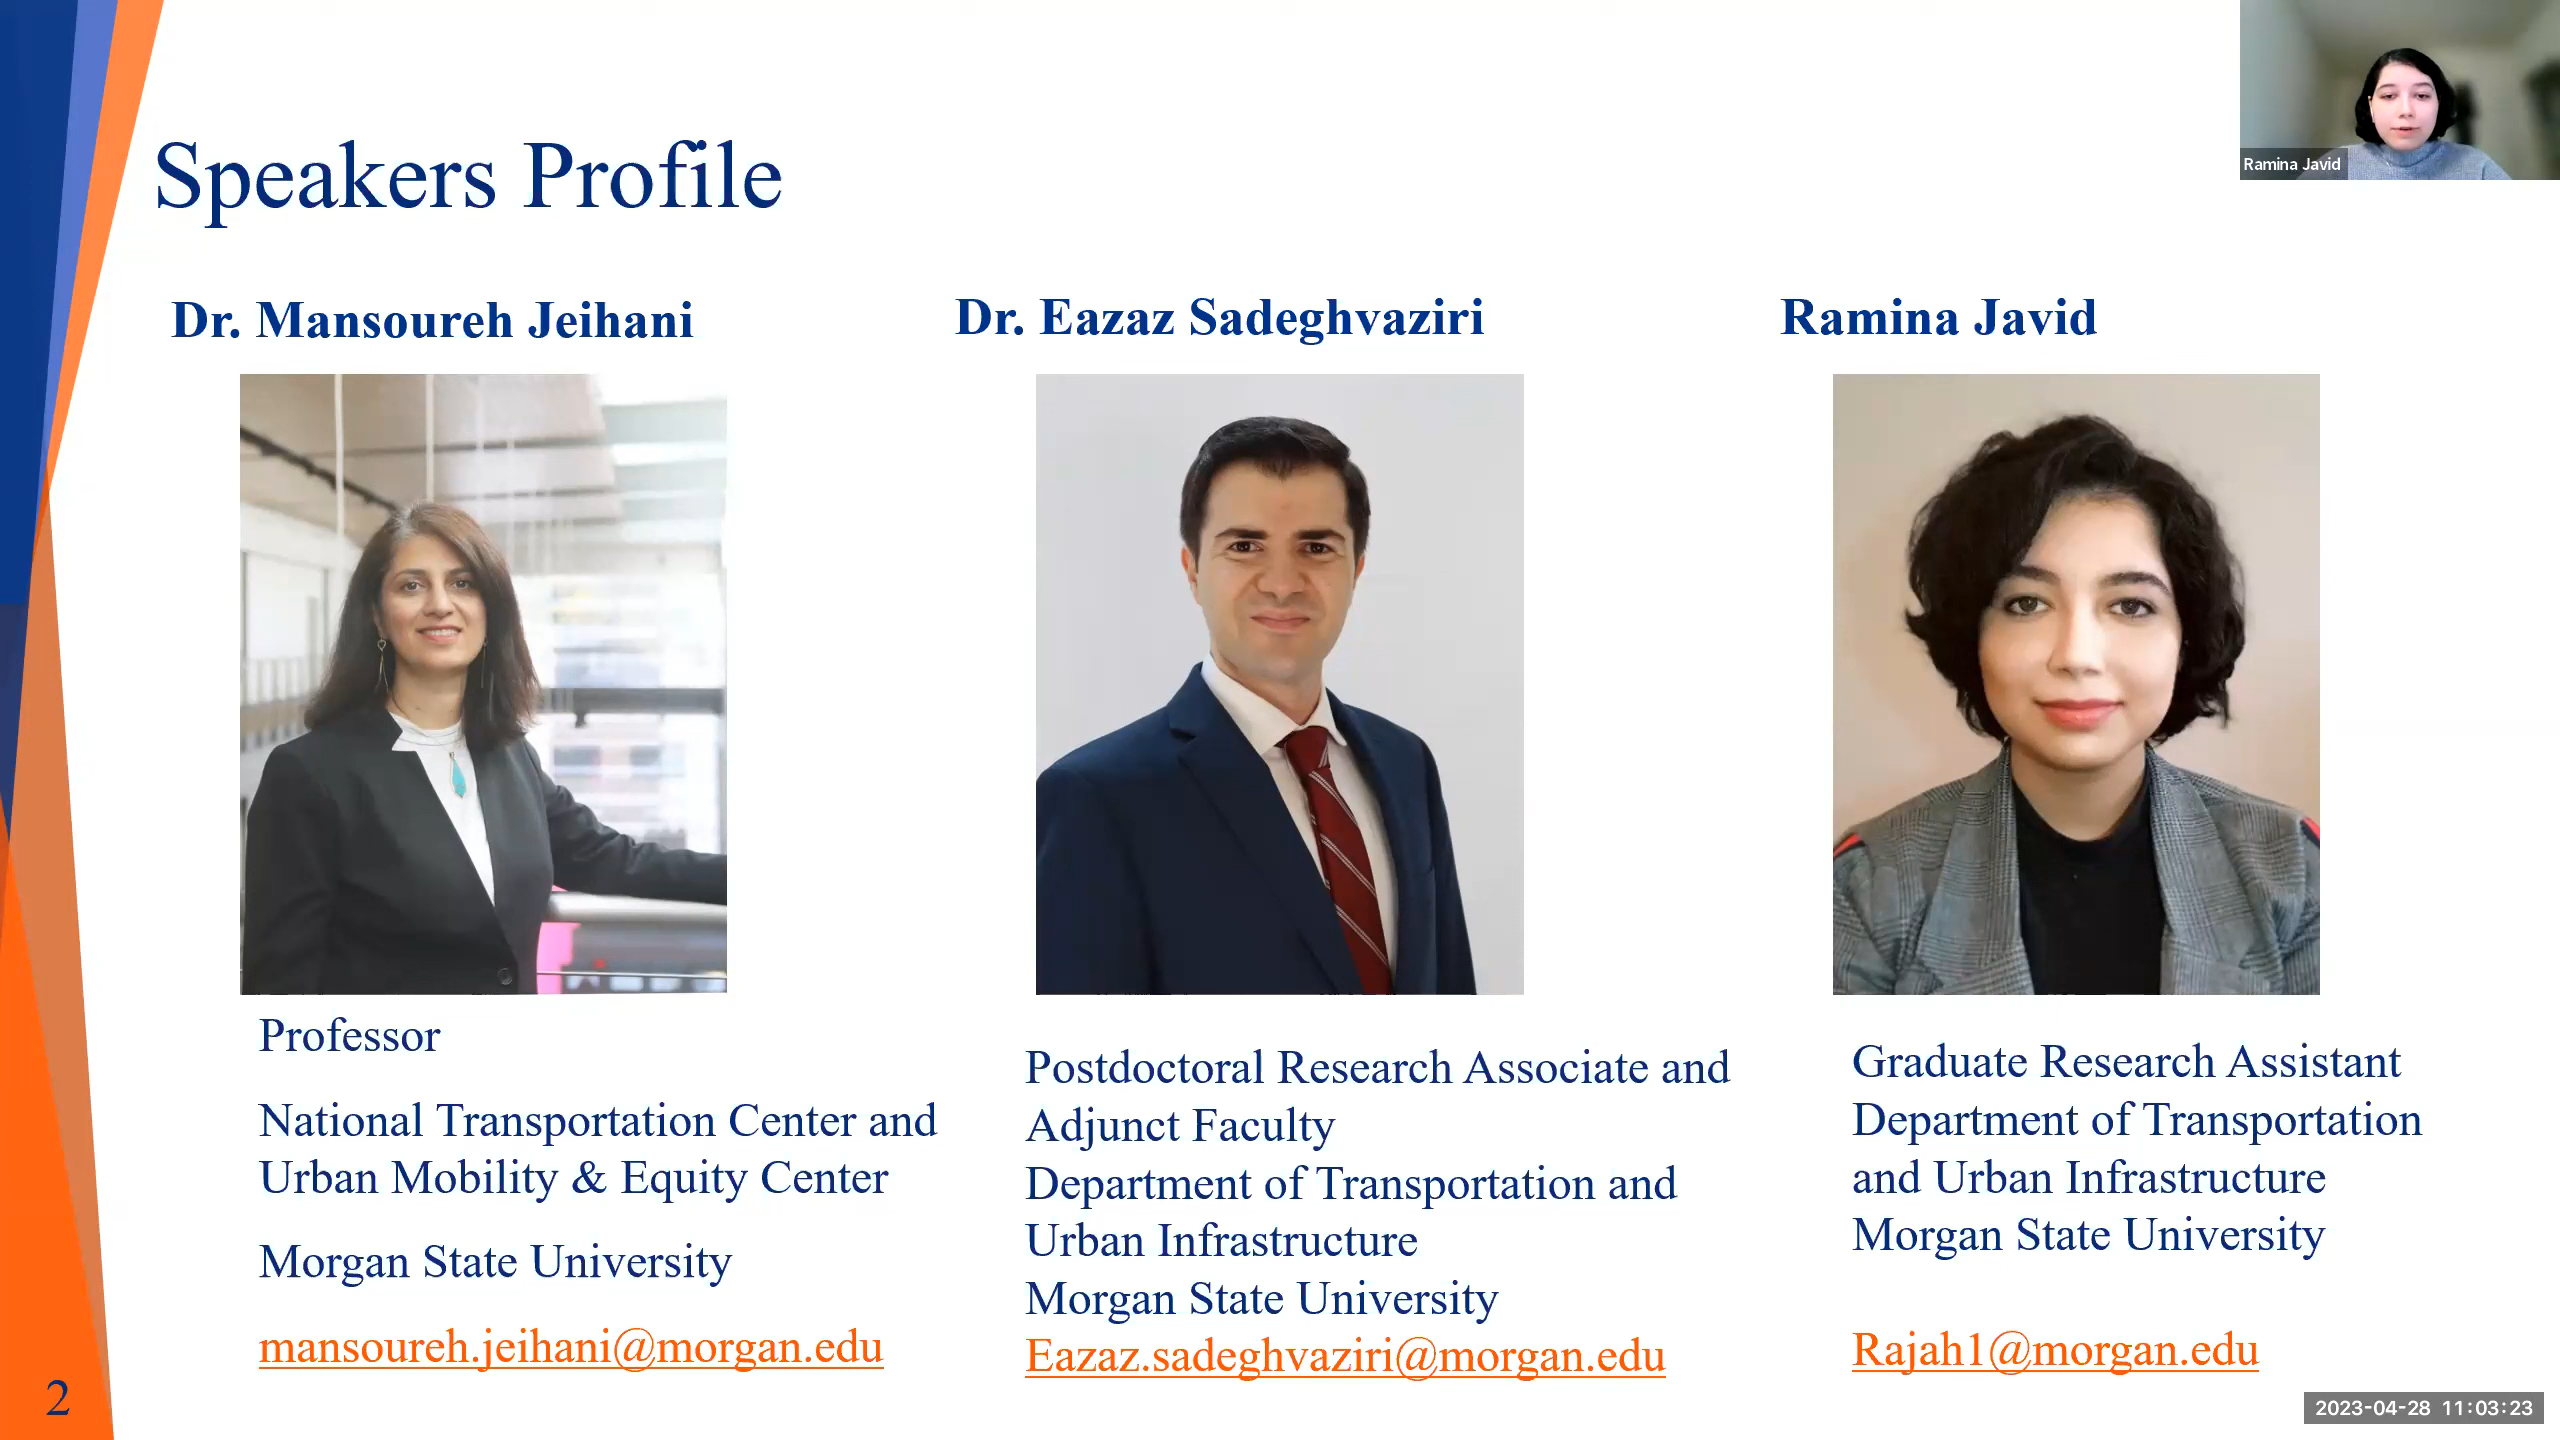 Ramina Javid
Speakers Profile
Dr. Mansoureh Jeihani
Professor
National Transportation Center and
Urban Mobility & Equity Center
Morgan State University
mansoureh.jeihani@morgan.edu
Dr. Eazaz Sadeghvaziri
Postdoctoral Research Associate and
Adjunct Faculty
Department of Transportation and
Urban Infrastructure
Morgan State University
Eazaz.sadeghvaziri@morgan.edu
Ramina Javid
Graduate Research Assistant
Department of Transportation
and Urban Infrastructure
Morgan State University
Rajah1@morgan.edu
2
2023-04-28 11:03:23